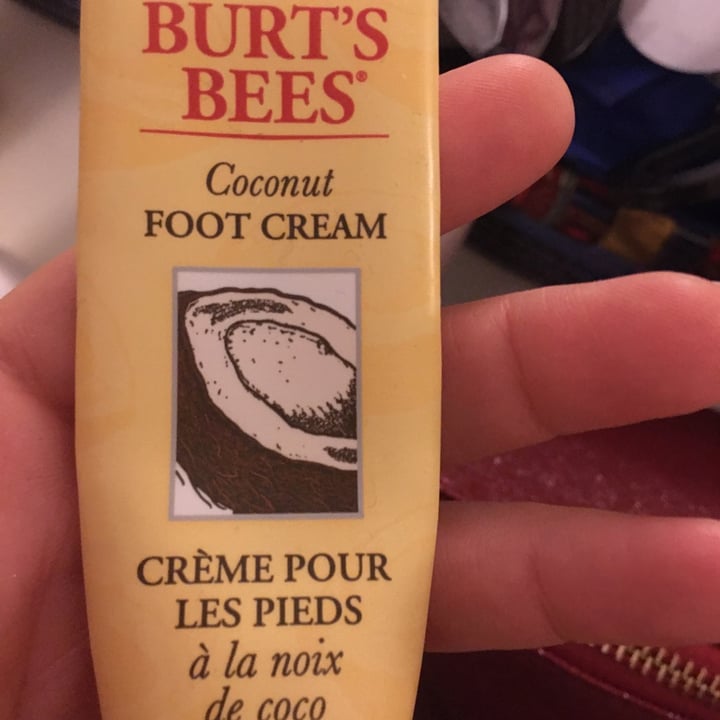 BURT'S
BEES®
Coconut
FOOT CREAM
CRÈME POUR
LES PIEDS
à la noix
de coco